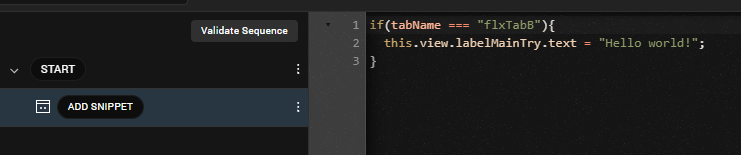 Validate Sequence
START
ADD SNIPPET
1 if(tabName === "flxTabB"){
2 this.view.labelMainTry.text = "Hello world!";
3 }